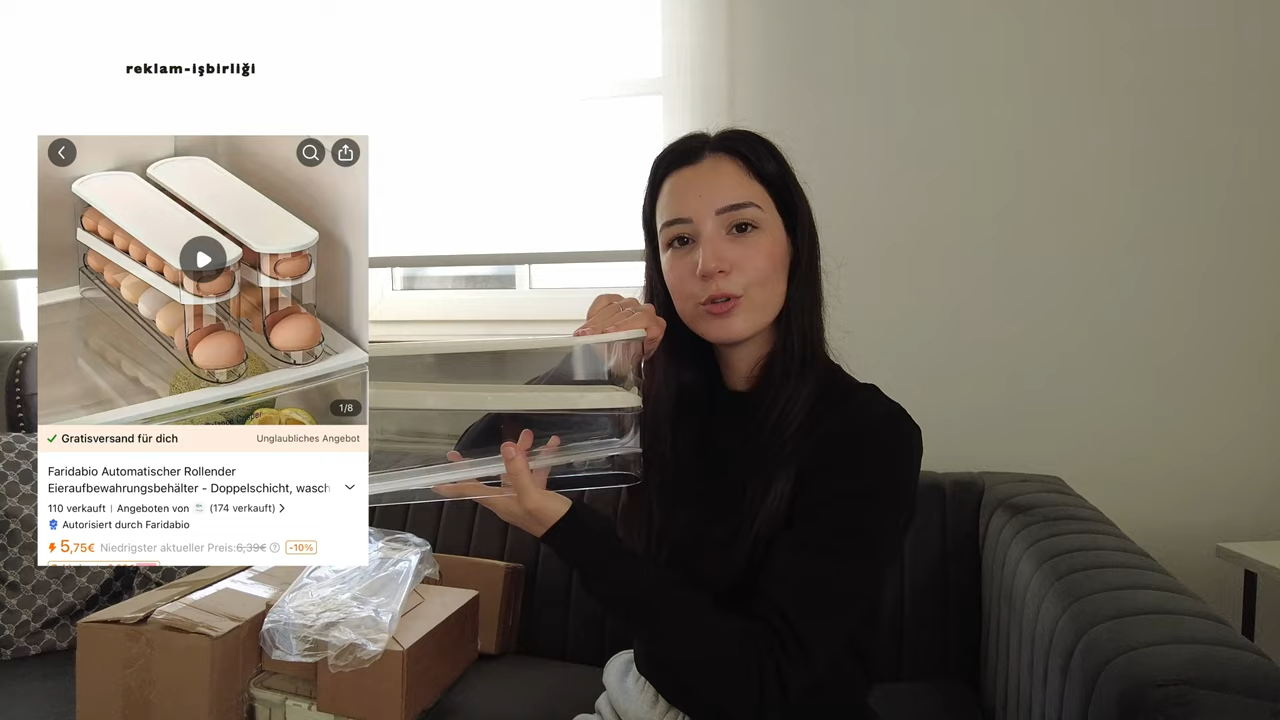 reklam-işbirliği
1/8
Gratisversand für dich
Unglaubliches Angebot
Faridabio Automatischer Rollender
Eieraufbewahrungsbehälter - Doppelschicht, wasch
110 verkauft | Angeboten von (174 verkauft)
Autorisiert durch Faridabio
5,75€ Niedrigster aktueller Preis:6,39€ -10%